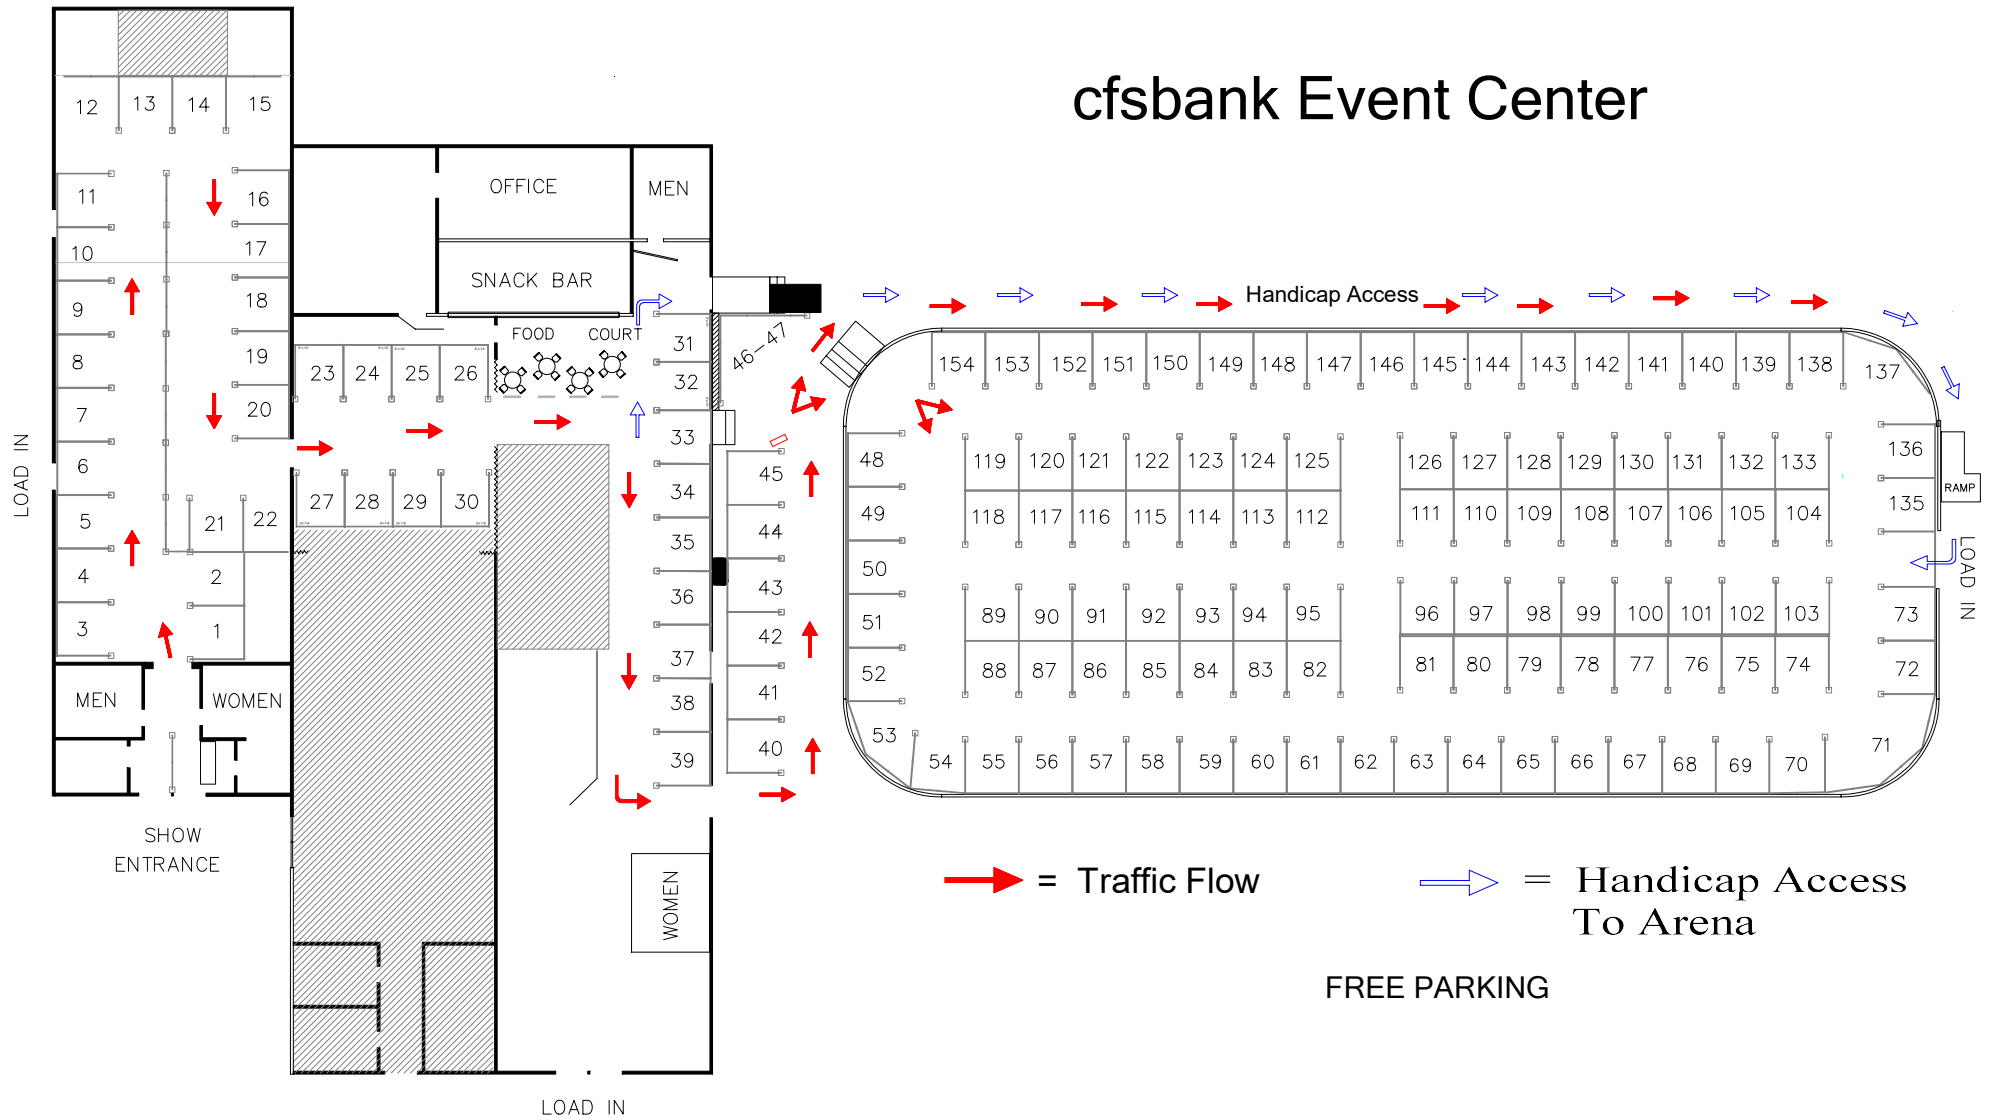 cfsbank Event Center
12 13 14 15
11 16
10 17
9 18
8 19
7 20
6
5 21 22
4 2
3 1
MEN WOMEN
LOAD IN
SHOW
ENTRANCE
OFFICE MEN
SNACK BAR
FOOD COURT
23 24 25 26
27 28 29 30
31
32
33
34
35
36
37
38
39
46-47
45
44
43
42
41
40
WOMEN
LOAD IN
Handicap Access
154 153 152 151 150 149 148 147 146 145 144 143 142 141 140 139 138 137
48 119 120 121 122 123 124 125 126 127 128 129 130 131 132 133 136
49 118 117 116 115 114 113 112 111 110 109 108 107 106 105 104 135
RAMP
50
LOAD IN
51 89 90 91 92 93 94 95 96 97 98 99 100 101 102 103 73
52 88 87 86 85 84 83 82 81 80 79 78 77 76 75 74 72
53 54 55 56 57 58 59 60 61 62 63 64 65 66 67 68 69 70 71
= Traffic Flow
= Handicap Access
To Arena
FREE PARKING